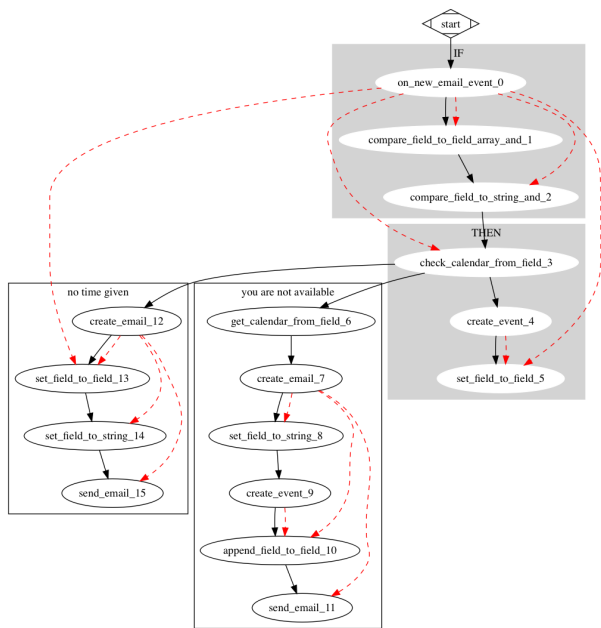 start
IF
on_new_email_event_0
compare_field_to_field_array_and_1
compare_field_to_string_and_2
THEN
check_calendar_from_field_3
no time given
you are not available
create_email_12
get_calendar_from_field_6
create_event_4
set_field_to_field_13
create_email_7
set_field_to_field_5
set_field_to_string_14
set_field_to_string_8
send_email_15
create_event_9
append_field_to_field_10
send_email_11